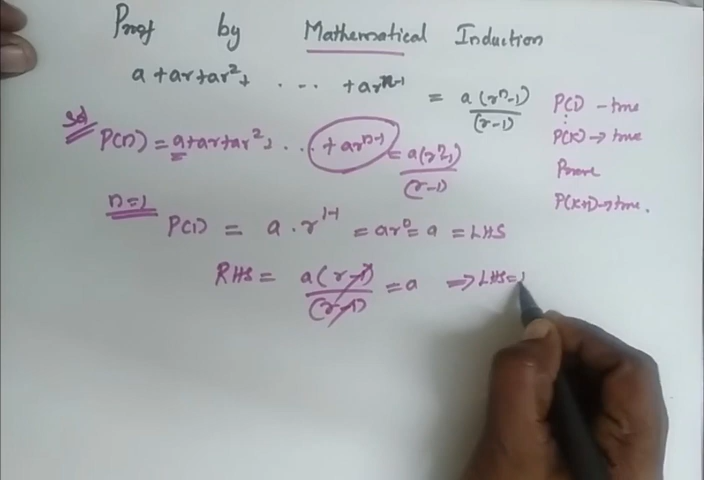 Proof by Mathematical Induction
a + ar + ar² + . . . . + arⁿ⁻¹ = a(rⁿ-1)/(r-1)
Sol P(n) = a + ar + ar² + . . . + arⁿ⁻¹ = a(rⁿ-1)/(r-1)
n=1
P(1) = a . r¹⁻¹ = ar⁰ = a = LHS
RHS = a(r-1)/(r-1) = a ⇒ LHS =
P(1) - true
:
P(K) → true
Prove
P(K+1) → true.